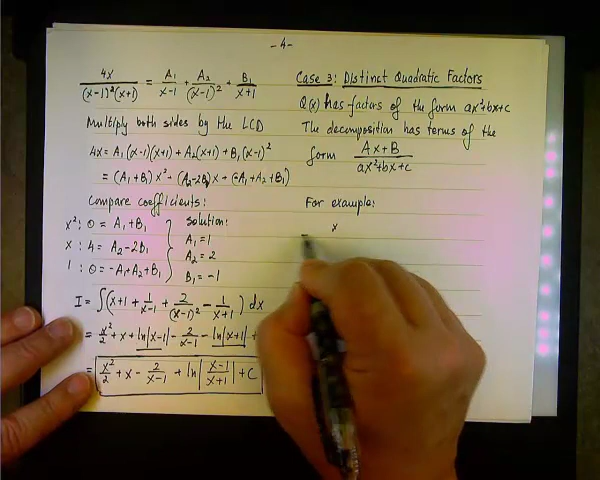 -4-
4x/((x-1)²(x+1)) = A₁/(x-1) + A₂/(x-1)² + B₁/(x+1)
Multiply both sides by the LCD
4x = A₁(x-1)(x+1) + A₂(x+1) + B₁(x-1)²
= (A₁+B₁)x² + (A₂-2B₁)x + (-A₁+A₂+B₁)
Compare coefficients:
x²: 0 = A₁+B₁
x: 4 = A₂-2B₁
1: 0 = -A₁+A₂+B₁
Solution:
A₁ = 1
A₂ = 2
B₁ = -1
I = ∫(x+1 + 1/(x-1) + 2/(x-1)² - 1/(x+1)) dx
= x²/2 + x + ln|x-1| - 2/(x-1) - ln|x+1| +
= x²/2 + x - 2/(x-1) + ln|(x-1)/(x+1)| + C
Case 3: Distinct Quadratic Factors
Q(x) has factors of the form ax²+bx+c
The decomposition has terms of the
form (Ax+B)/(ax²+bx+c)
For example:
x